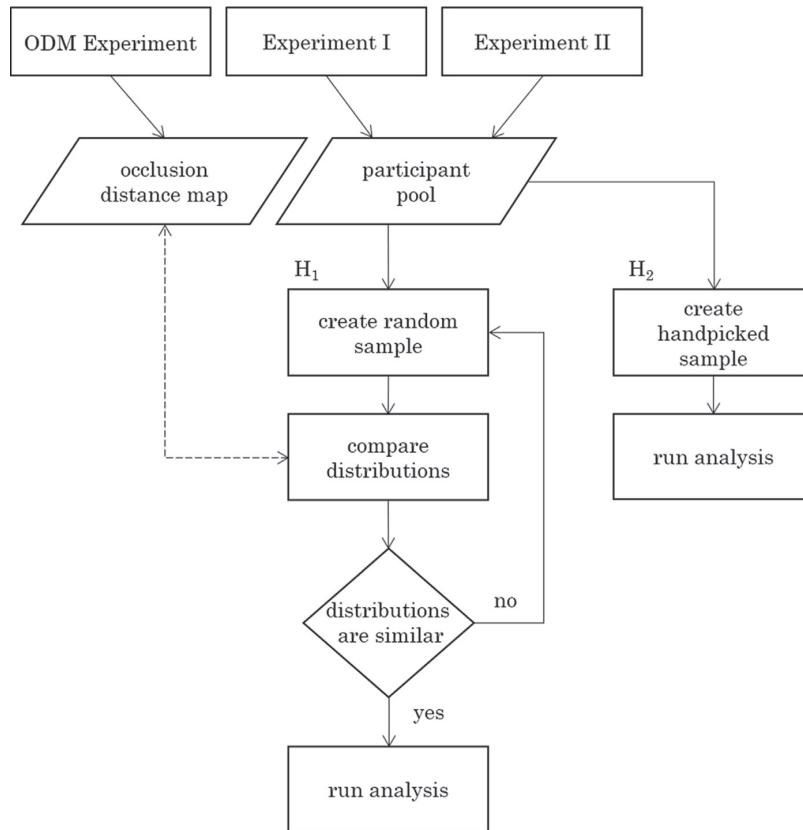 ODM Experiment
Experiment I
Experiment II
occlusion
distance map
participant
pool
H₁
H₂
create random
sample
create
handpicked
sample
compare
distributions
run analysis
distributions
are similar
no
yes
run analysis